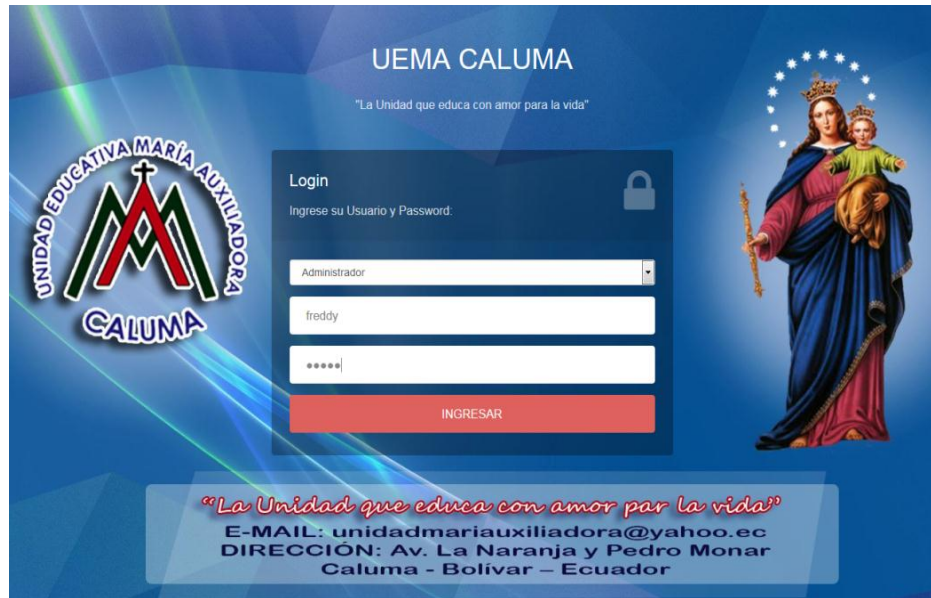 UEMA CALUMA
"La Unidad que educa con amor para la vida"
UNIDAD EDUCATIVA MARÍA AUXILIADORA
CALUMA
Login
Ingrese su Usuario y Password:
Administrador
freddy
●●●●●
INGRESAR
“La Unidad que educa con amor par la vida”
E-MAIL: unidadmariauxiliadora@yahoo.ec
DIRECCIÓN: Av. La Naranja y Pedro Monar
Caluma - Bolívar – Ecuador